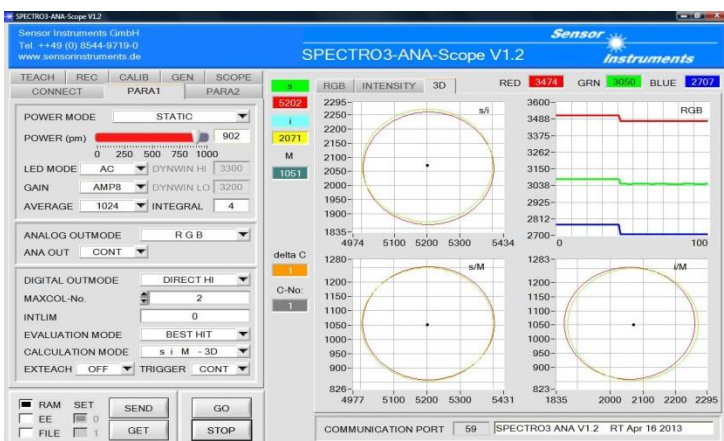 SPECTRO3-ANA-Scope V1.2
Sensor Instruments GmbH
Tel. ++49 (0) 8544-9719-0
www.sensorinstruments.de
SPECTRO3-ANA-Scope V1.2
Sensor
Instruments
TEACH REC CALIB GEN SCOPE
CONNECT PARA1 PARA2
POWER MODE STATIC
POWER (pm) 902
0 250 500 750 1000
LED MODE AC DYNWIN HI 3300
GAIN AMP8 DYNWIN LO 3200
AVERAGE 1024 INTEGRAL 4
ANALOG OUTMODE R G B
ANA OUT CONT
DIGITAL OUTMODE DIRECT HI
MAXCOL-No. 2
INTLIM 0
EVALUATION MODE BEST HIT
CALCULATION MODE s i M - 3D
EXTEACH OFF TRIGGER CONT
RAM SET
EE 0
FILE 1
SEND GO
GET STOP
s
5202
i
2071
M
1051
delta C
1
C-No:
1
RGB INTENSITY 3D RED 3474 GRN 3050 BLUE 2707
s/i
2295-
2250-
2200-
2150-
2100-
2050-
2000-
1950-
1900-
1835-
4974 5100 5200 5300 5434
RGB
3600-
3488-
3375-
3262-
3150-
3038-
2925-
2812-
2700-
0 100
s/M
1280-
1200-
1150-
1100-
1050-
1000-
950-
900-
826-
4977 5100 5200 5300 5431
i/M
1283-
1200-
1150-
1100-
1050-
1000-
950-
900-
823-
1835 2000 2100 2200 2295
COMMUNICATION PORT 59 SPECTRO3 ANA V1.2 RT Apr 16 2013